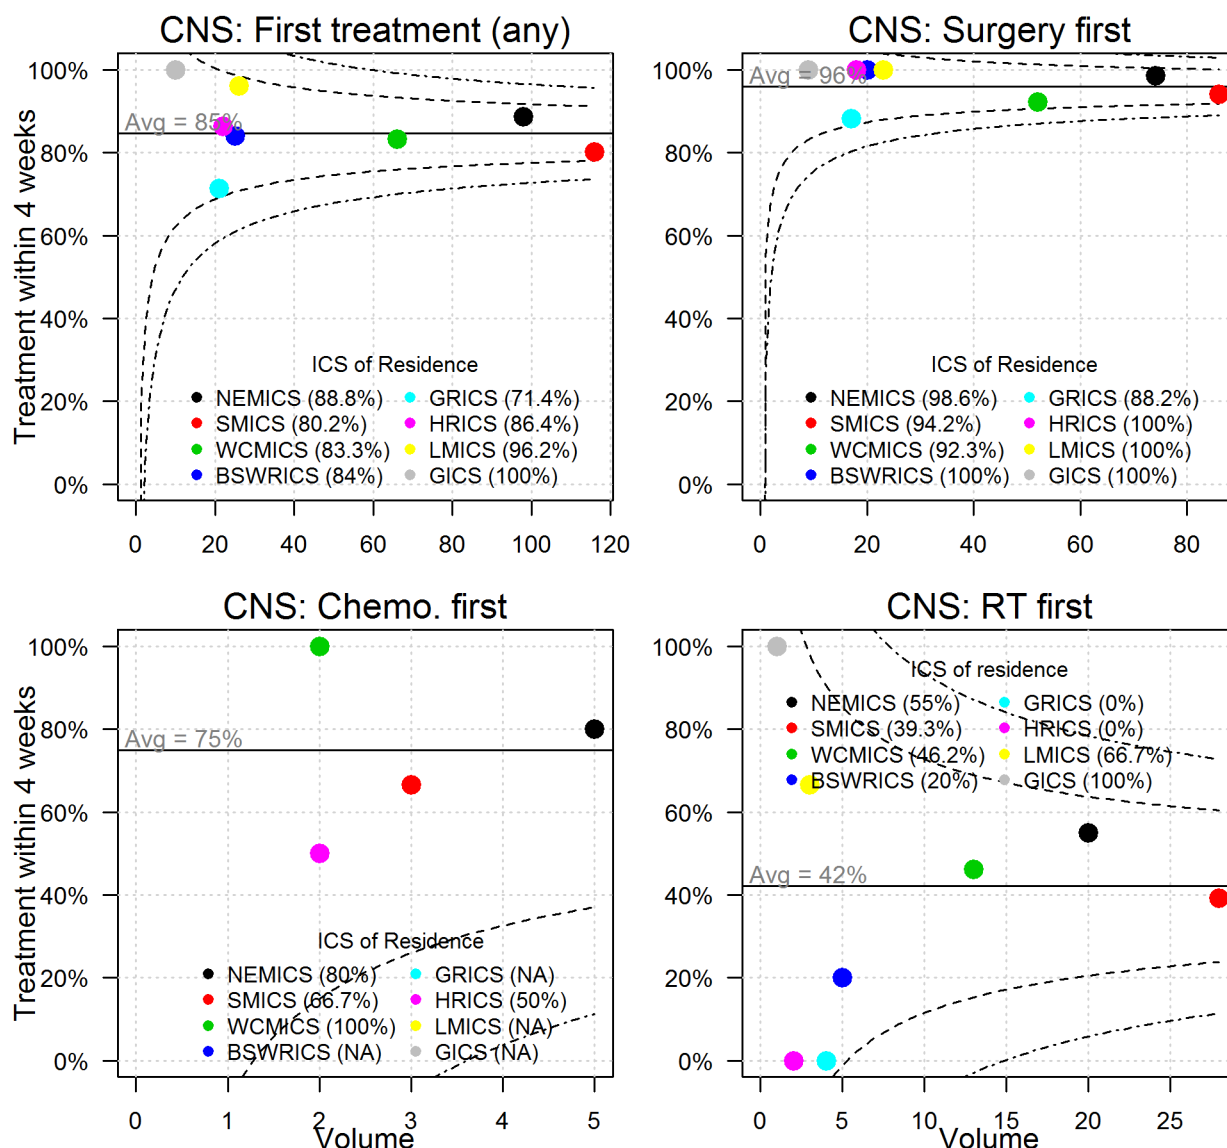 CNS: First treatment (any)
Treatment within 4 weeks
100%
80%
60%
40%
20%
0%
Avg = 85%
ICS of Residence
NEMICS (88.8%) GRICS (71.4%)
SMICS (80.2%) HRICS (86.4%)
WCMICS (83.3%) LMICS (96.2%)
BSWRICS (84%) GICS (100%)
0 20 40 60 80 100 120
CNS: Surgery first
100%
80%
60%
40%
20%
0%
Avg = 96%
ICS of Residence
NEMICS (98.6%) GRICS (88.2%)
SMICS (94.2%) HRICS (100%)
WCMICS (92.3%) LMICS (100%)
BSWRICS (100%) GICS (100%)
0 20 40 60 80
CNS: Chemo. first
Treatment within 4 weeks
100%
80%
60%
40%
20%
0%
Avg = 75%
ICS of Residence
NEMICS (80%) GRICS (NA)
SMICS (66.7%) HRICS (50%)
WCMICS (100%) LMICS (NA)
BSWRICS (NA) GICS (NA)
0 1 2 3 4 5
Volume
CNS: RT first
100%
80%
60%
40%
20%
0%
Avg = 42%
ICS of residence
NEMICS (55%) GRICS (0%)
SMICS (39.3%) HRICS (0%)
WCMICS (46.2%) LMICS (66.7%)
BSWRICS (20%) GICS (100%)
0 5 10 15 20 25
Volume